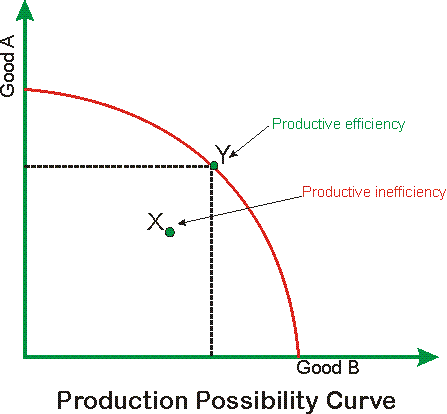 Good A
Y
Productive efficiency
Productive inefficiency
X
Good B
Production Possibility Curve